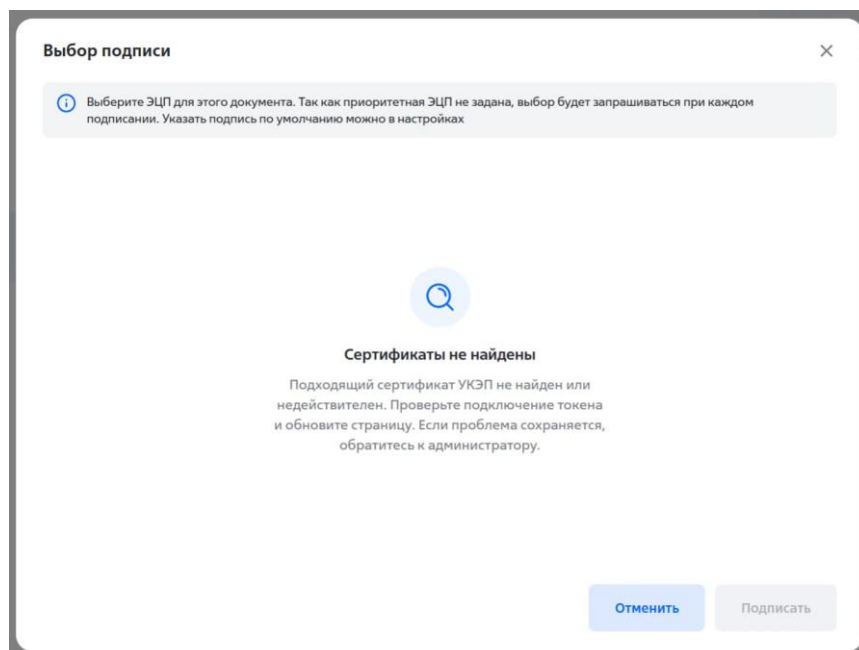 Выбор подписи
Выберите ЭЦП для этого документа. Так как приоритетная ЭЦП не задана, выбор будет запрашиваться при каждом
подписании. Указать подпись по умолчанию можно в настройках
Сертификаты не найдены
Подходящий сертификат УКЭП не найден или
недействителен. Проверьте подключение токена
и обновите страницу. Если проблема сохраняется,
обратитесь к администратору.
Отменить
Подписать